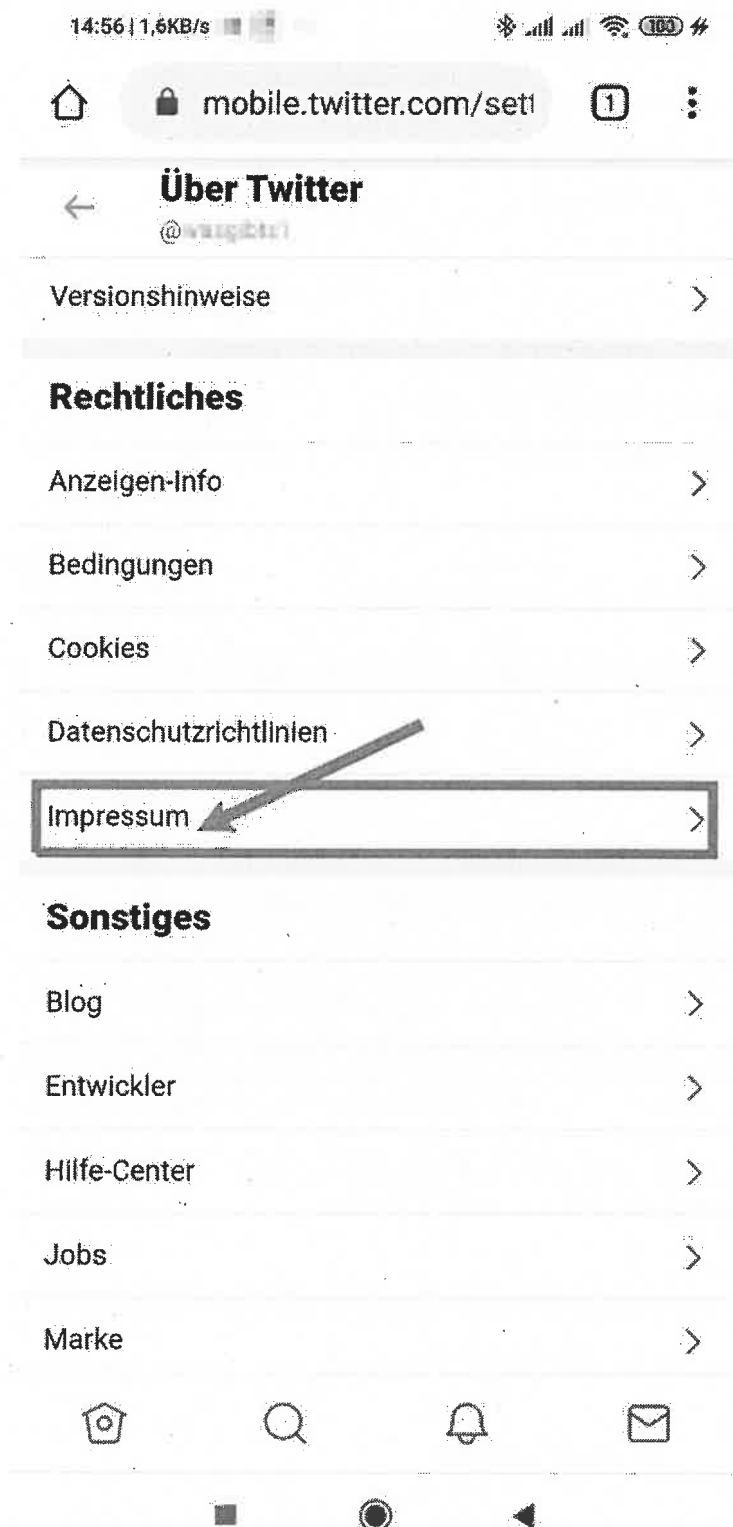 14:56 | 1,6KB/s
100
mobile.twitter.com/sett
1
Über Twitter
@
Versionshinweise
Rechtliches
Anzeigen-Info
Bedingungen
Cookies
Datenschutzrichtlinien
Impressum
Sonstiges
Blog
Entwickler
Hilfe-Center
Jobs
Marke